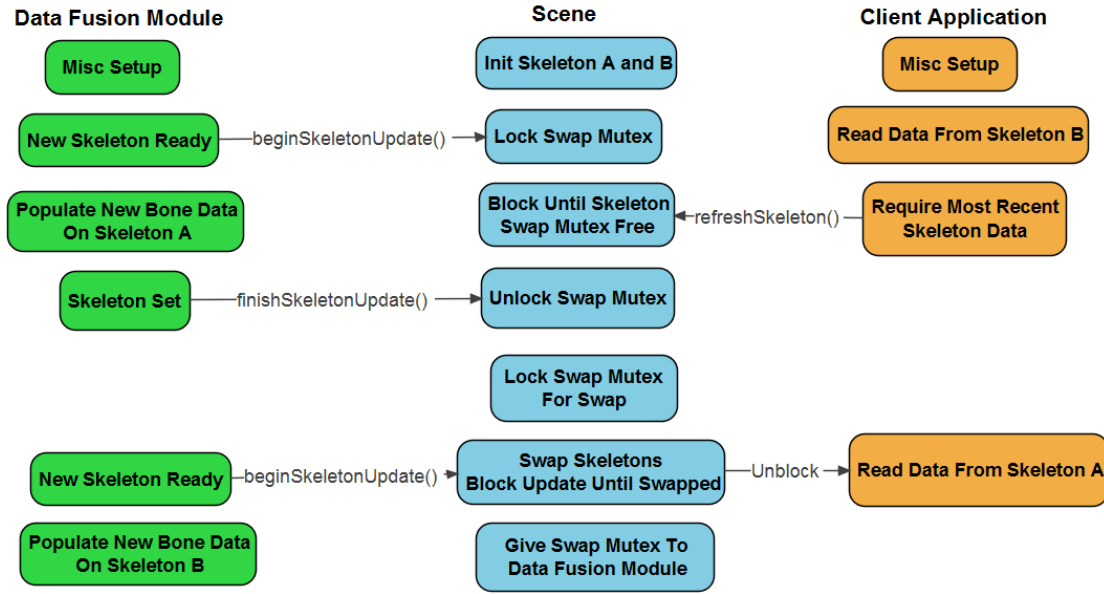 Data Fusion Module
Scene
Client Application
Misc Setup
Init Skeleton A and B
Misc Setup
New Skeleton Ready
beginSkeletonUpdate()
Lock Swap Mutex
Read Data From Skeleton B
Populate New Bone Data
On Skeleton A
Block Until Skeleton
Swap Mutex Free
refreshSkeleton()
Require Most Recent
Skeleton Data
Skeleton Set
finishSkeletonUpdate()
Unlock Swap Mutex
Lock Swap Mutex
For Swap
New Skeleton Ready
beginSkeletonUpdate()
Swap Skeletons
Block Update Until Swapped
Unblock
Read Data From Skeleton A
Populate New Bone Data
On Skeleton B
Give Swap Mutex To
Data Fusion Module